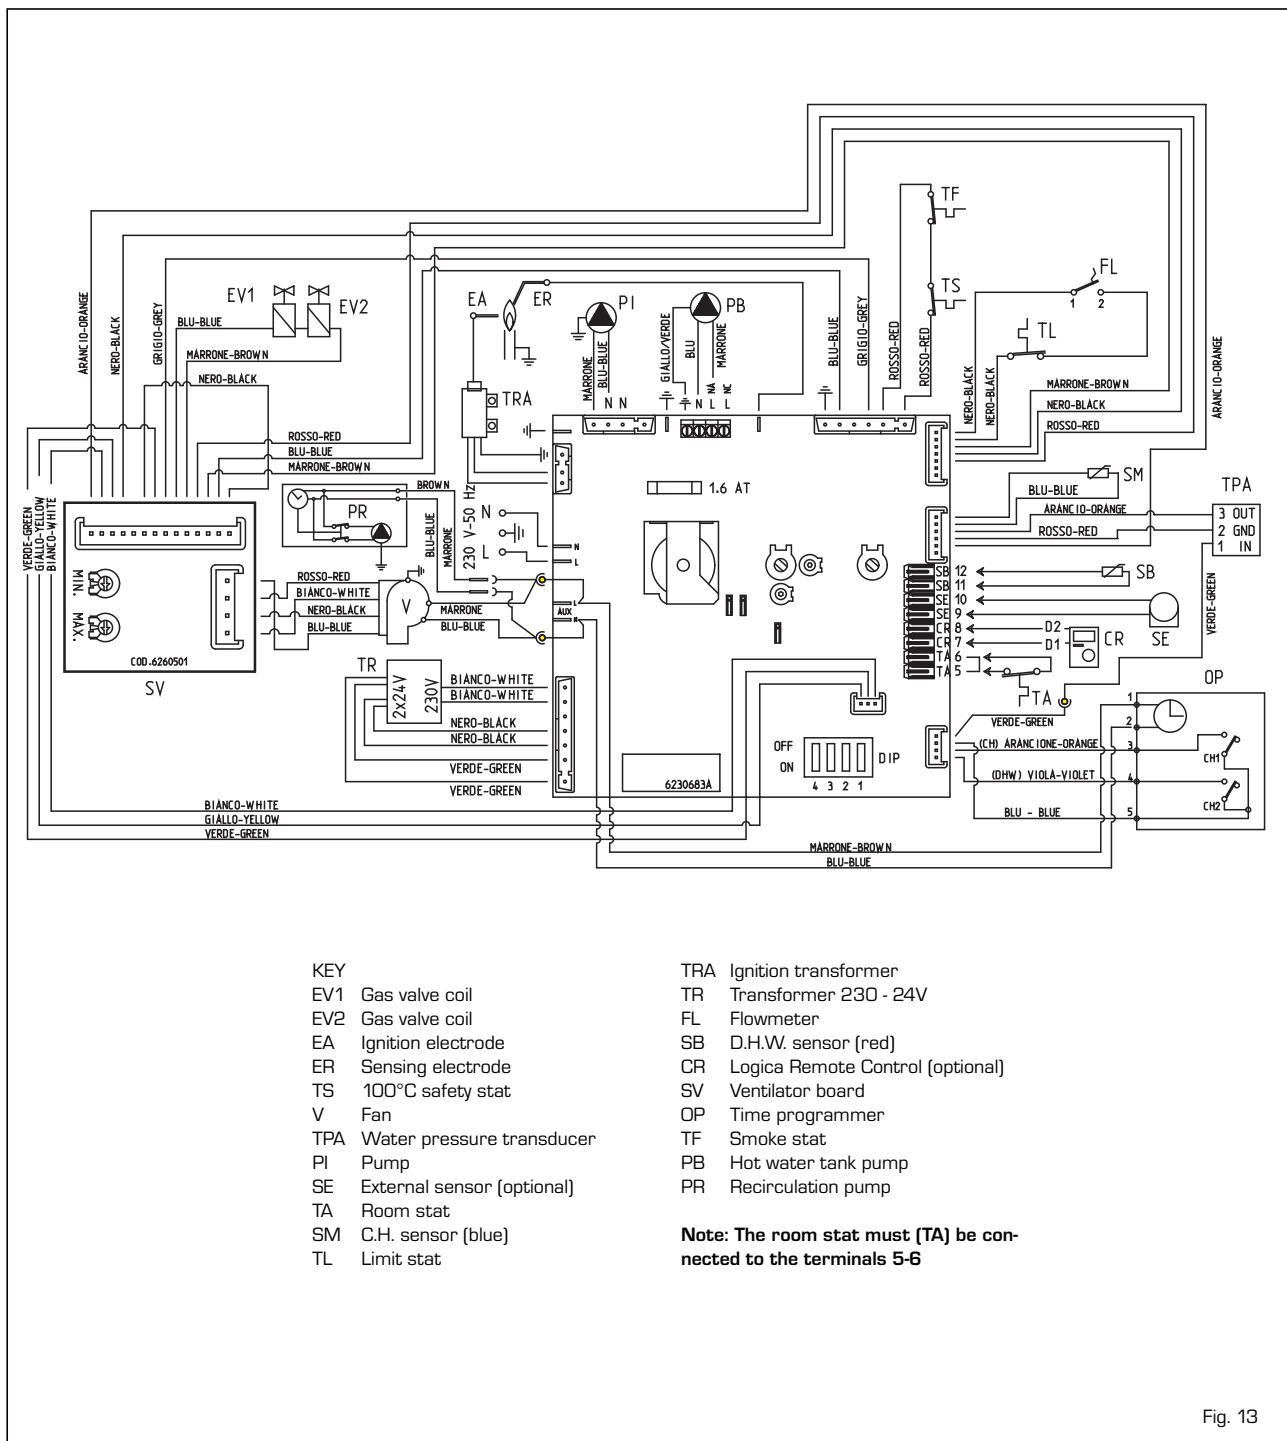 TF
TS
FL
1 2
TL
EV1
EV2
EA
ER
PI
PB
ARANCIO-ORANGE
NERO-BLACK
GRIGIO-GREY
BLU-BLUE
MARRONE-BROWN
NERO-BLACK
MARRONE
BLU-BLUE
GIALLO/VERDE
BLU
MARRONE
NA
NC
N N
N L L
BLU-BLUE
GRIGIO-GREY
ROSSO-RED
ROSSO-RED
NERO-BLACK
NERO-BLACK
MARRONE-BROWN
NERO-BLACK
ROSSO-RED
ARANCIO-ORANGE
TRA
ROSSO-RED
BLU-BLUE
MARRONE-BROWN
VERDE-GREEN
GIALLO-YELLOW
BIANCO-WHITE
BROWN
PR
BLU-BLUE
MARRONE
230 V-50 Hz
N
L
N
L
1.6 AT
SM
BLU-BLUE
ARANCIO-ORANGE
ROSSO-RED
TPA
3 OUT
2 GND
1 IN
VERDE-GREEN
MIN.
MAX.
COD.6260501
SV
ROSSO-RED
BIANCO-WHITE
NERO-BLACK
BLU-BLUE
V
MARRONE
BLU-BLUE
L
AUX
N
SB 12
SB 11
SE 10
SE 9
CR 8
CR 7
TA 6
TA 5
SB
SE
D2
D1
CR
TA
VERDE-GREEN
OP
TR
2x24V
230V
BIANCO-WHITE
BIANCO-WHITE
NERO-BLACK
NERO-BLACK
VERDE-GREEN
VERDE-GREEN
OFF
ON
DIP
4 3 2 1
6230683A
1
2
(CH) ARANCIONE-ORANGE 3
(DHW) VIOLA-VIOLET 4
BLU - BLUE 5
CH1
CH2
BIANCO-WHITE
GIALLO-YELLOW
VERDE-GREEN
MARRONE-BROWN
BLU-BLUE
KEY
EV1 Gas valve coil
EV2 Gas valve coil
EA Ignition electrode
ER Sensing electrode
TS 100°C safety stat
V Fan
TPA Water pressure transducer
PI Pump
SE External sensor (optional)
TA Room stat
SM C.H. sensor (blue)
TL Limit stat
TRA Ignition transformer
TR Transformer 230 - 24V
FL Flowmeter
SB D.H.W. sensor (red)
CR Logica Remote Control (optional)
SV Ventilator board
OP Time programmer
TF Smoke stat
PB Hot water tank pump
PR Recirculation pump
Note: The room stat must (TA) be con-
nected to the terminals 5-6
Fig. 13